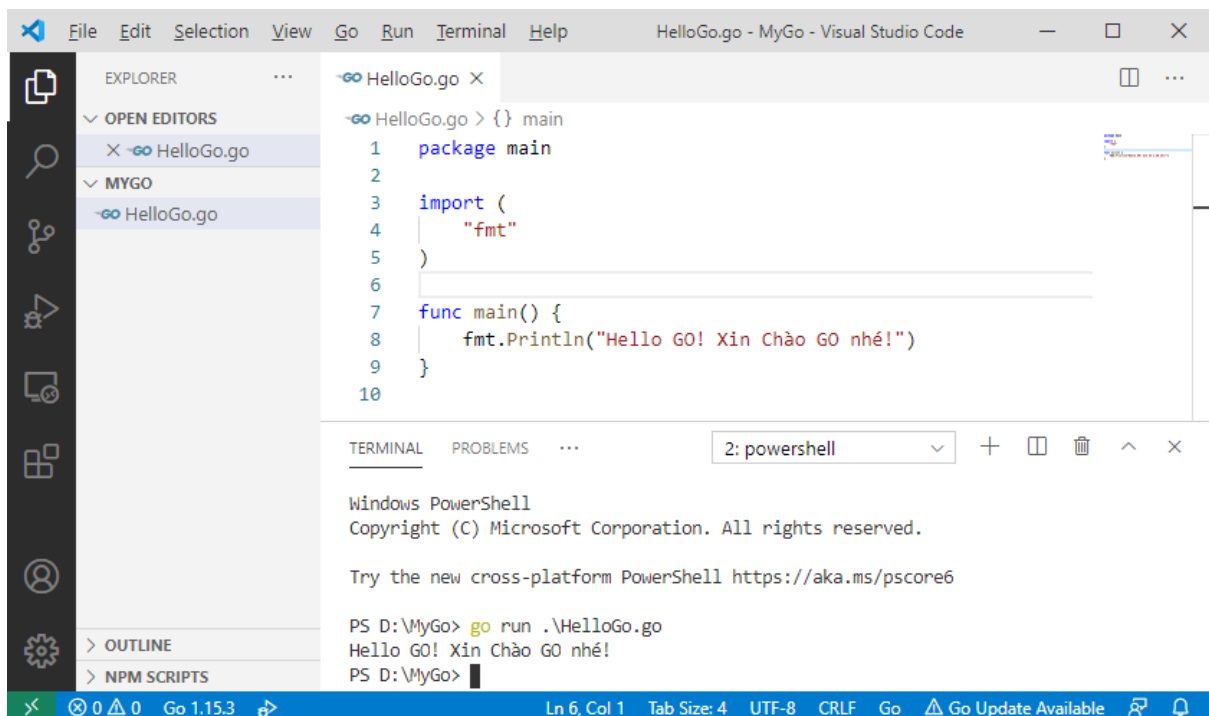 File Edit Selection View Go Run Terminal Help HelloGo.go - MyGo - Visual Studio Code
EXPLORER ...
OPEN EDITORS
GO HelloGo.go
MYGO
GO HelloGo.go
GO HelloGo.go
GO HelloGo.go > {} main
1 package main
2
3 import (
4 "fmt"
5 )
6
7 func main() {
8 fmt.Println("Hello GO! Xin Chào GO nhé!")
9 }
10
TERMINAL PROBLEMS ... 2: powershell
Windows PowerShell
Copyright (C) Microsoft Corporation. All rights reserved.
Try the new cross-platform PowerShell https://aka.ms/pscore6
PS D:\MyGo> go run .\HelloGo.go
Hello GO! Xin Chào GO nhé!
PS D:\MyGo>
OUTLINE
NPM SCRIPTS
0 0 Go 1.15.3 Ln 6, Col 1 Tab Size: 4 UTF-8 CRLF Go Go Update Available